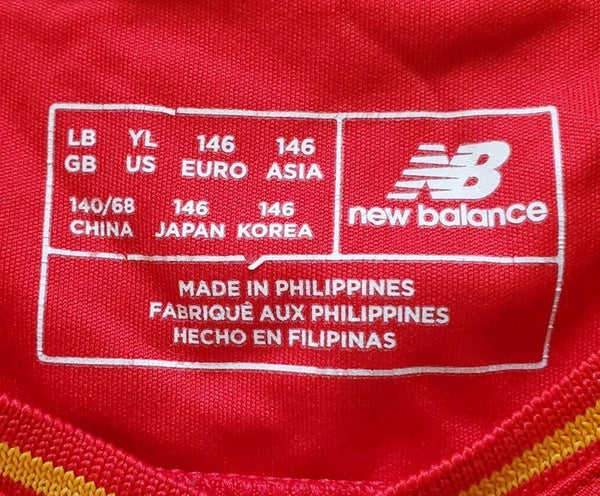 LB YL 146 146
GB US EURO ASIA
140/68 146 146
CHINA JAPAN KOREA
NB
new balance
MADE IN PHILIPPINES
FABRIQUÉ AUX PHILIPPINES
HECHO EN FILIPINAS